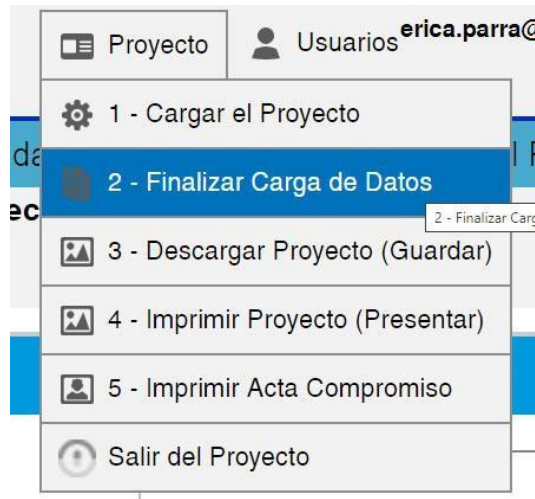 Proyecto
Usuarios erica.parra@
1 - Cargar el Proyecto
2 - Finalizar Carga de Datos
2 - Finalizar Carg
3 - Descargar Proyecto (Guardar)
4 - Imprimir Proyecto (Presentar)
5 - Imprimir Acta Compromiso
Salir del Proyecto